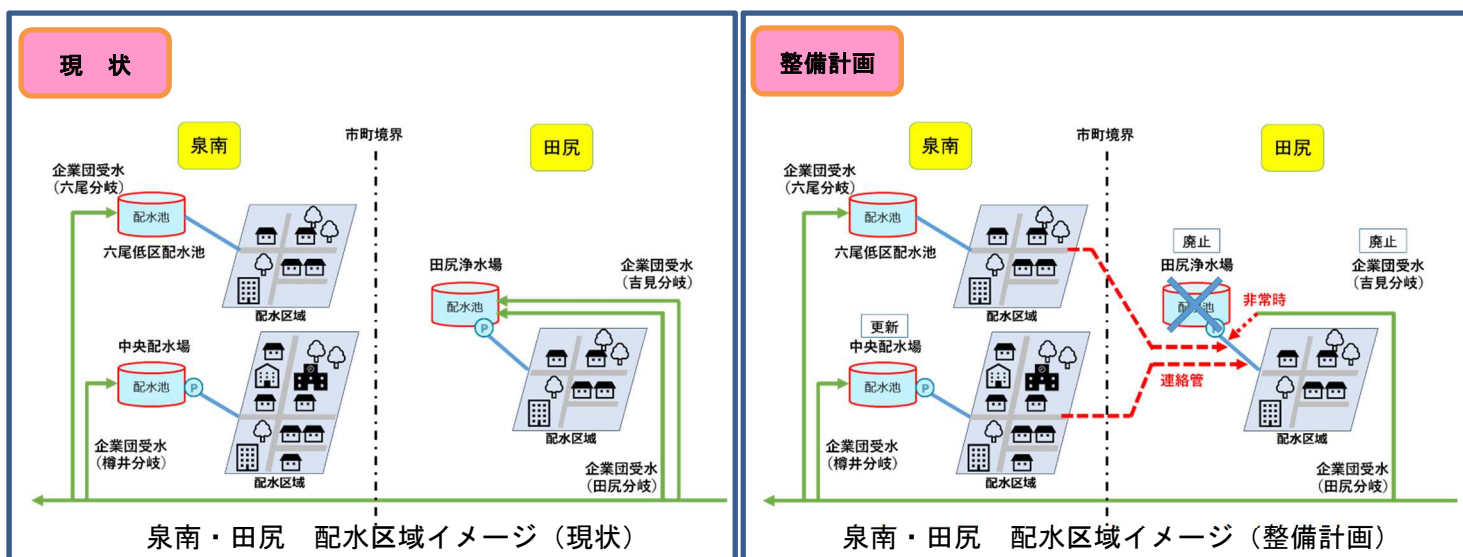 現 状
泉南
市町境界
田尻
企業団受水
(六尾分岐)
配水池
六尾低区配水池
配水区域
田尻浄水場
配水池
P
企業団受水
(吉見分岐)
中央配水場
配水池
P
配水区域
企業団受水
(樽井分岐)
配水区域
企業団受水
(田尻分岐)
泉南・田尻 配水区域イメージ(現状)
整備計画
泉南
市町境界
田尻
企業団受水
(六尾分岐)
配水池
六尾低区配水池
配水区域
廃止
田尻浄水場
配水池
P
廃止
企業団受水
(吉見分岐)
非常時
更新
中央配水場
配水池
P
連絡管
配水区域
企業団受水
(樽井分岐)
配水区域
企業団受水
(田尻分岐)
泉南・田尻 配水区域イメージ(整備計画)